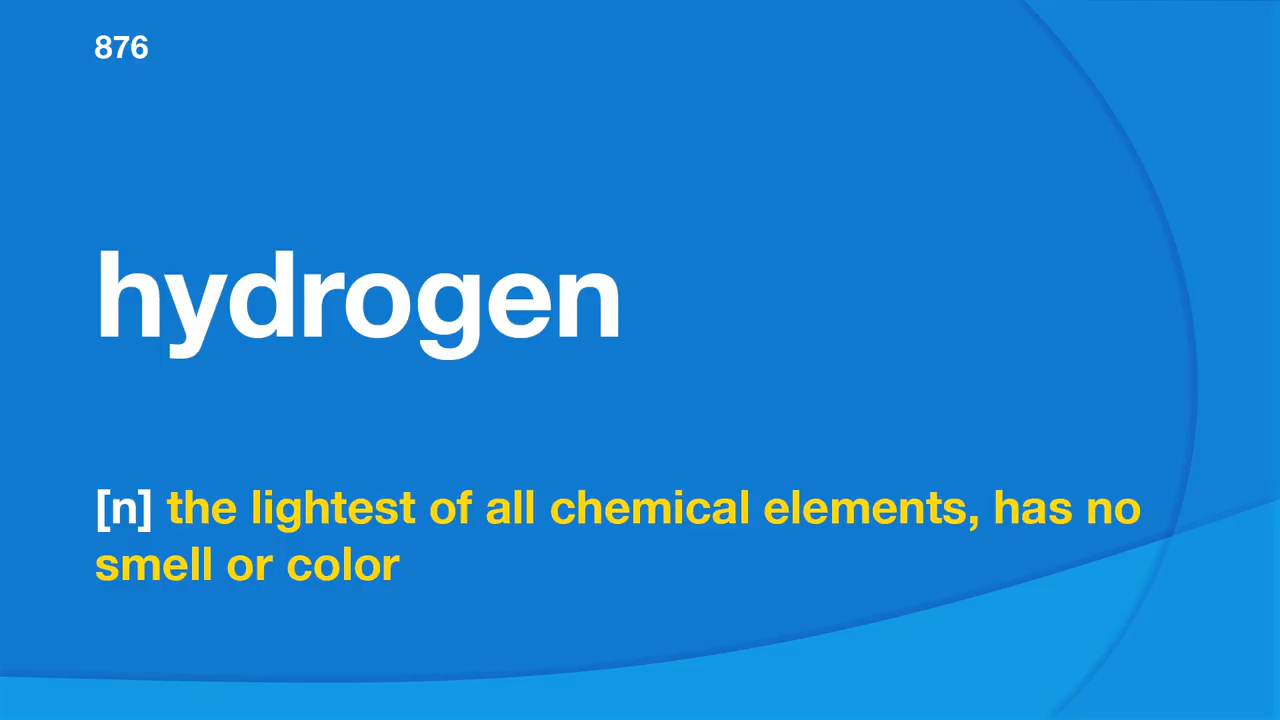 876
hydrogen
[n] the lightest of all chemical elements, has no
smell or color